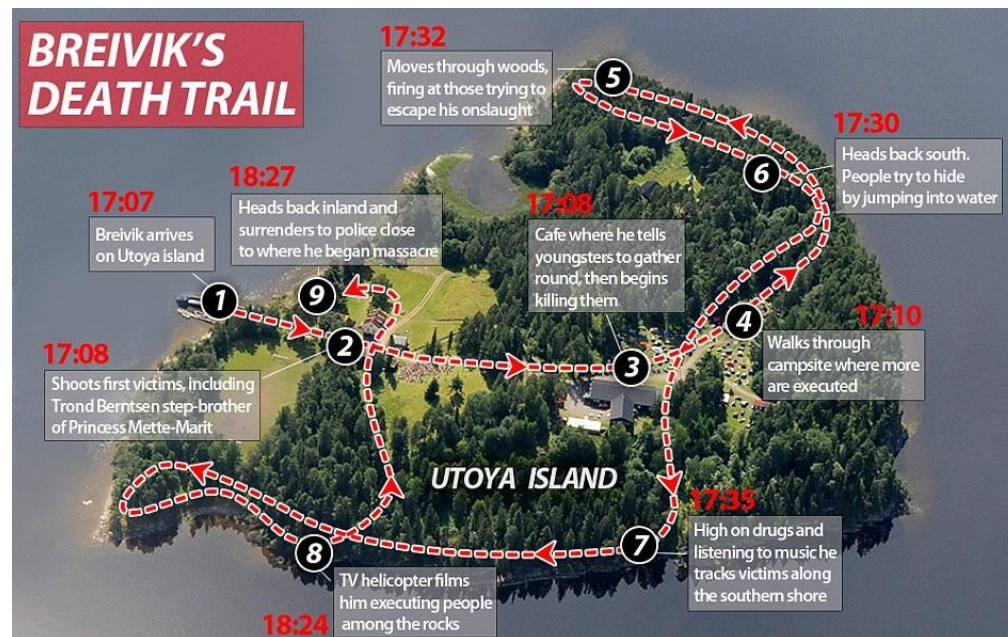 BREIVIK'S
DEATH TRAIL
17:32
Moves through woods,
firing at those trying to
escape his onslaught
5
17:30
Heads back south.
People try to hide
by jumping into water
6
18:27
Heads back inland and
surrenders to police close
to where he began massacre
9
17:07
Breivik arrives
on Utoya island
1
17:08
Cafe where he tells
youngsters to gather
round, then begins
killing them
3
4
17:10
Walks through
campsite where more
are executed
2
17:08
Shoots first victims, including
Trond Berntsen step-brother
of Princess Mette-Marit
UTOYA ISLAND
17:35
High on drugs and
listening to music he
tracks victims along
the southern shore
7
8
TV helicopter films
him executing people
among the rocks
18:24